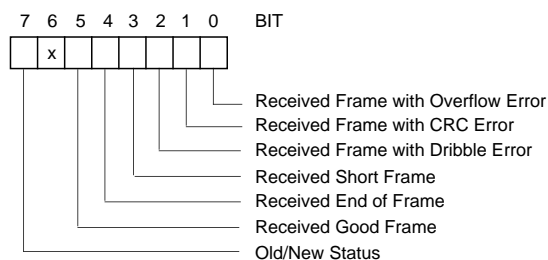 7 6 5 4 3 2 1 0 BIT
x
Received Frame with Overflow Error
Received Frame with CRC Error
Received Frame with Dribble Error
Received Short Frame
Received End of Frame
Received Good Frame
Old/New Status